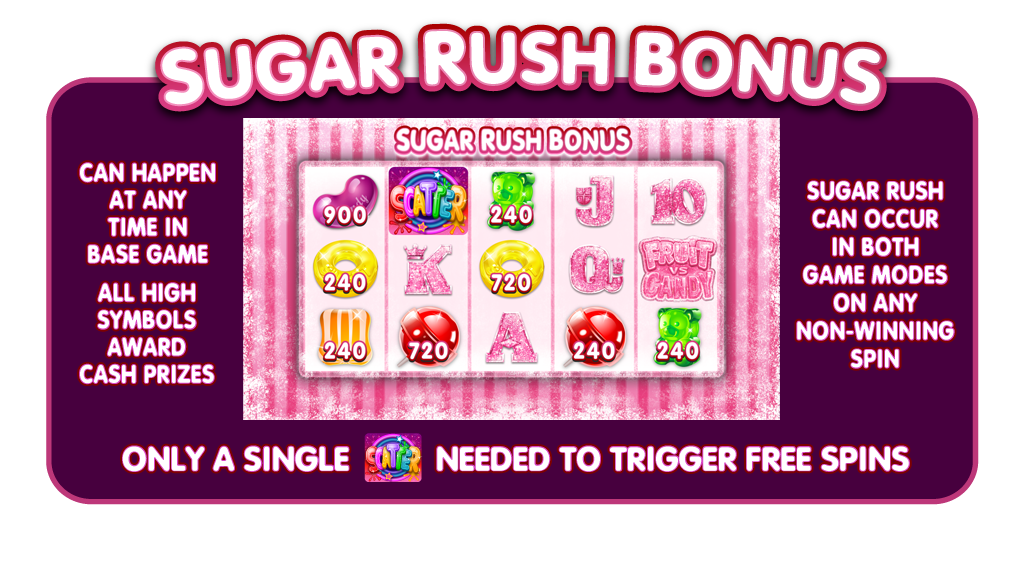 SUGAR RUSH BONUS
CAN HAPPEN
AT ANY
TIME IN
BASE GAME
ALL HIGH
SYMBOLS
AWARD
CASH PRIZES
SUGAR RUSH BONUS
900 SCATTER 240 J 10
240 K 720 Q FRUIT
VS
CANDY
240 720 A 240 240
SUGAR RUSH
CAN OCCUR
IN BOTH
GAME MODES
ON ANY
NON-WINNING
SPIN
ONLY A SINGLE SCATTER NEEDED TO TRIGGER FREE SPINS